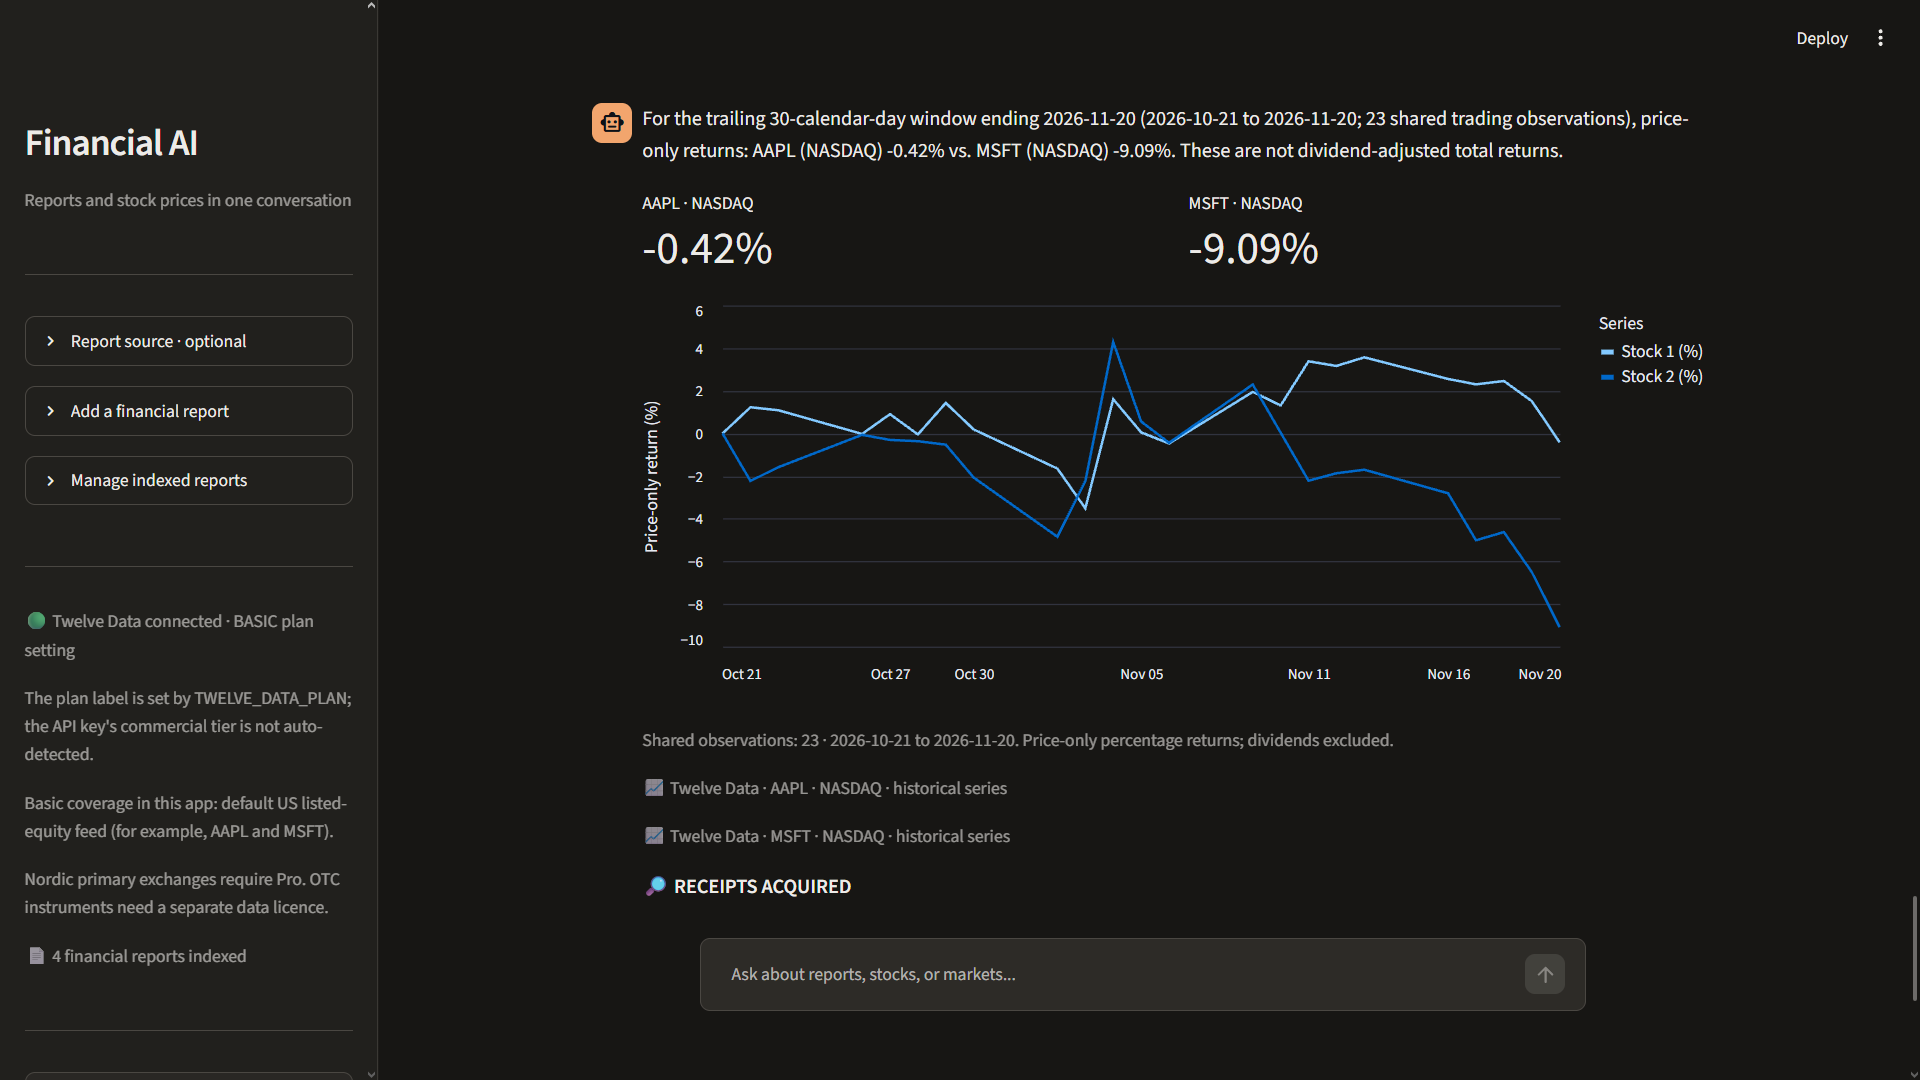 Financial AI
Reports and stock prices in one conversation
Report source · optional
Add a financial report
Manage indexed reports
Twelve Data connected · BASIC plan
setting
The plan label is set by TWELVE_DATA_PLAN;
the API key's commercial tier is not auto-
detected.
Basic coverage in this app: default US listed-
equity feed (for example, AAPL and MSFT).
Nordic primary exchanges require Pro. OTC
instruments need a separate data licence.
4 financial reports indexed
Deploy
For the trailing 30-calendar-day window ending 2026-11-20 (2026-10-21 to 2026-11-20; 23 shared trading observations), price-
only returns: AAPL (NASDAQ) -0.42% vs. MSFT (NASDAQ) -9.09%. These are not dividend-adjusted total returns.
AAPL · NASDAQ
-0.42%
MSFT · NASDAQ
-9.09%
Price-only return (%)
6
4
2
0
−2
−4
−6
−8
−10
Oct 21 Oct 27 Oct 30 Nov 05 Nov 11 Nov 16 Nov 20
Series
Stock 1 (%)
Stock 2 (%)
Shared observations: 23 · 2026-10-21 to 2026-11-20. Price-only percentage returns; dividends excluded.
Twelve Data · AAPL · NASDAQ · historical series
Twelve Data · MSFT · NASDAQ · historical series
RECEIPTS ACQUIRED
Ask about reports, stocks, or markets...